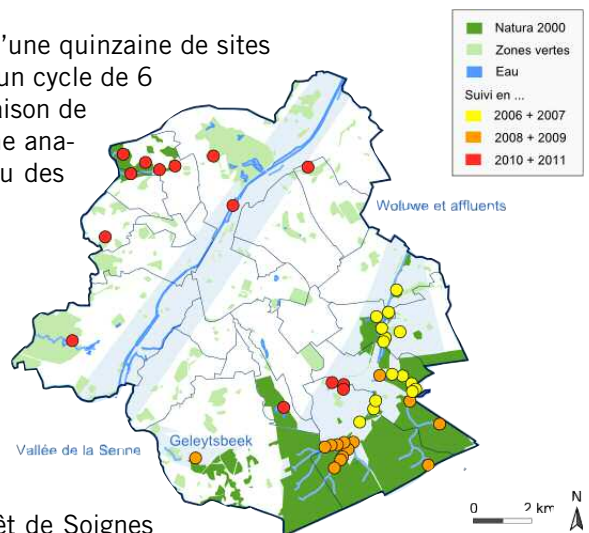 'une quinzaine de sites
un cycle de 6
aison de
ne ana-
u des
Natura 2000
Zones vertes
Eau
Suivi en ...
2006 + 2007
2008 + 2009
2010 + 2011
Woluwe et affluents
Vallée de la Senne
Geleytsbeek
êt de Soignes
0 2 km
N